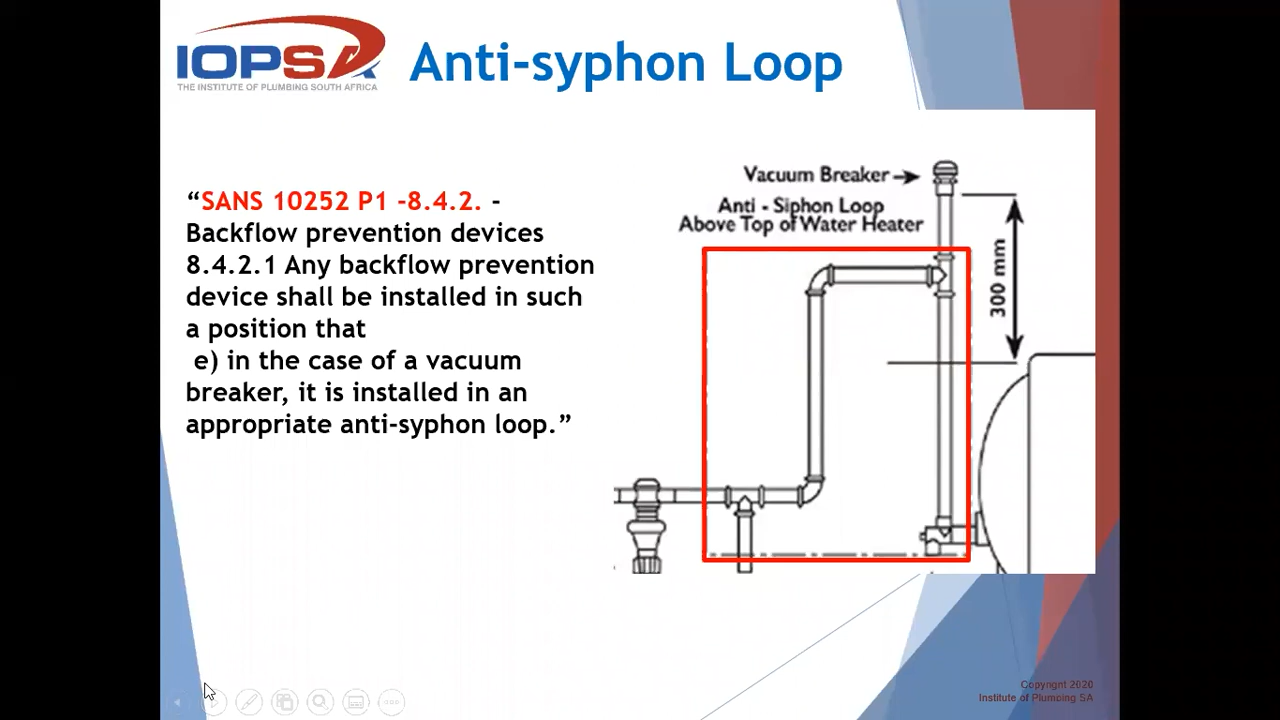 IOPSA
THE INSTITUTE OF PLUMBING SOUTH AFRICA
Anti-syphon Loop
“SANS 10252 P1 -8.4.2. -
Backflow prevention devices
8.4.2.1 Any backflow prevention
device shall be installed in such
a position that
e) in the case of a vacuum
breaker, it is installed in an
appropriate anti-syphon loop.”
Vacuum Breaker
Anti - Siphon Loop
Above Top of Water Heater
300 mm
Copyright 2020
Institute of Plumbing SA